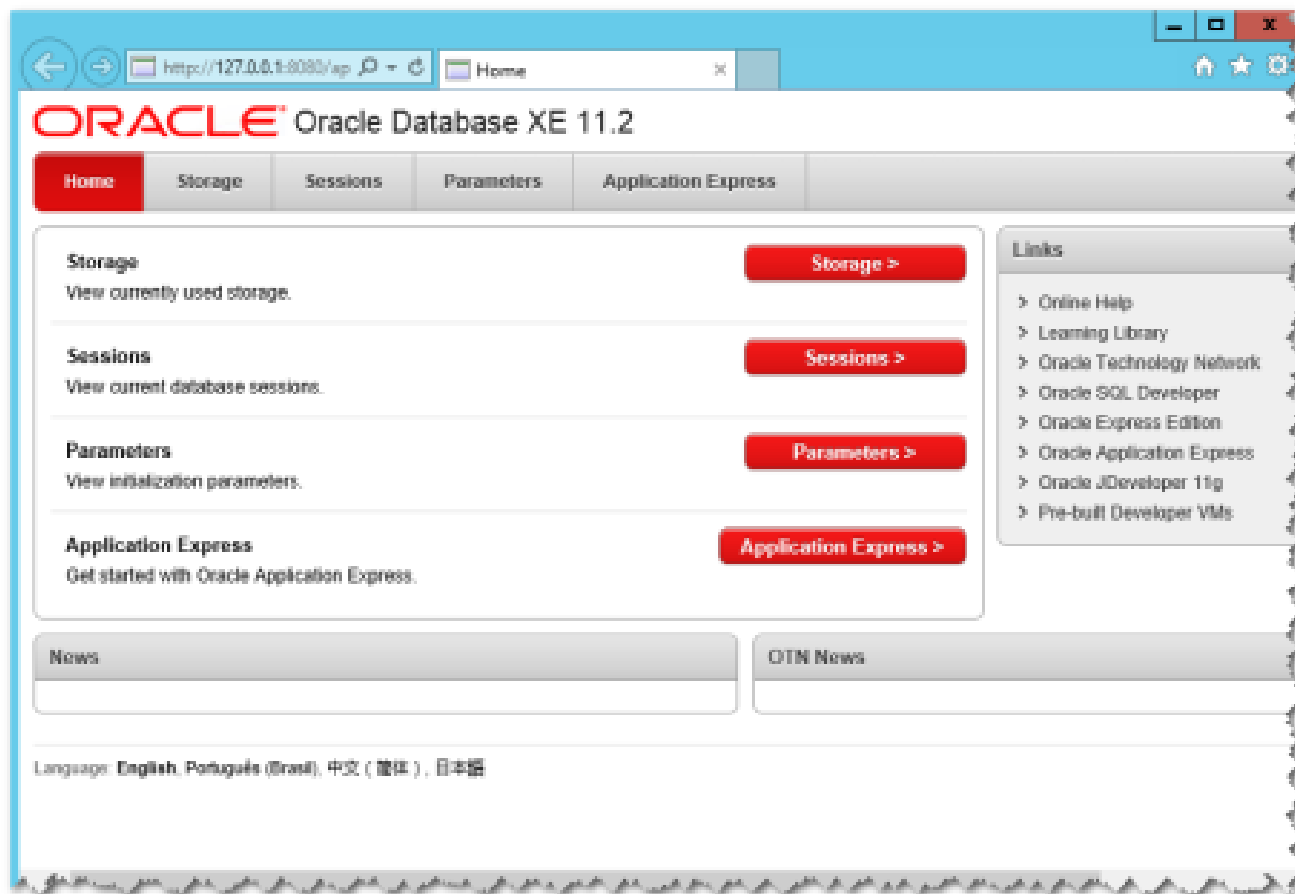 http://127.0.0.1:8080/ap
Home
ORACLE Oracle Database XE 11.2
Home Storage Sessions Parameters Application Express
Storage
View currently used storage.
Storage >
Sessions
View current database sessions.
Sessions >
Parameters
View initialization parameters.
Parameters >
Application Express
Get started with Oracle Application Express.
Application Express >
Links
> Online Help
> Learning Library
> Oracle Technology Network
> Oracle SQL Developer
> Oracle Express Edition
> Oracle Application Express
> Oracle JDeveloper 11g
> Pre-built Developer VMs
News
OTN News
Language: English, Português (Brasil), 中文 ( 简体 ) , 日本語